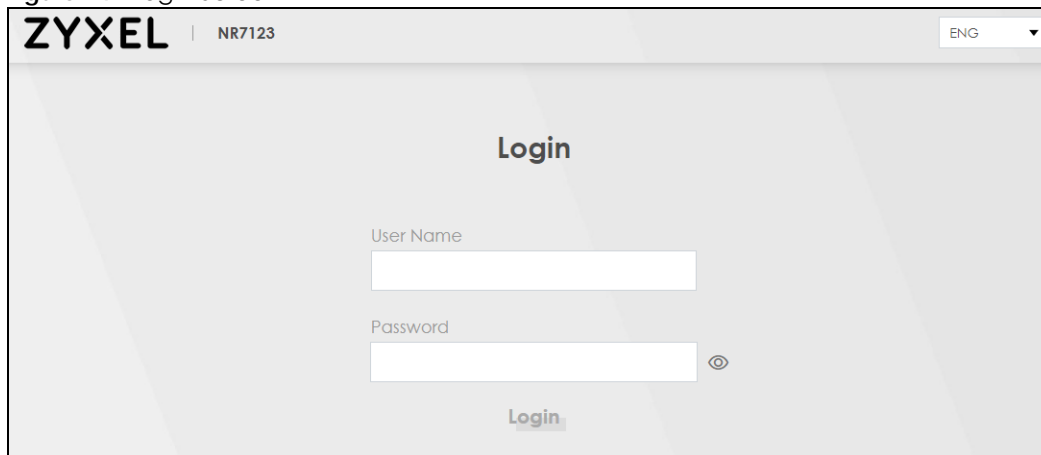 ZYXEL | NR7123
ENG
Login
User Name
Password
Login